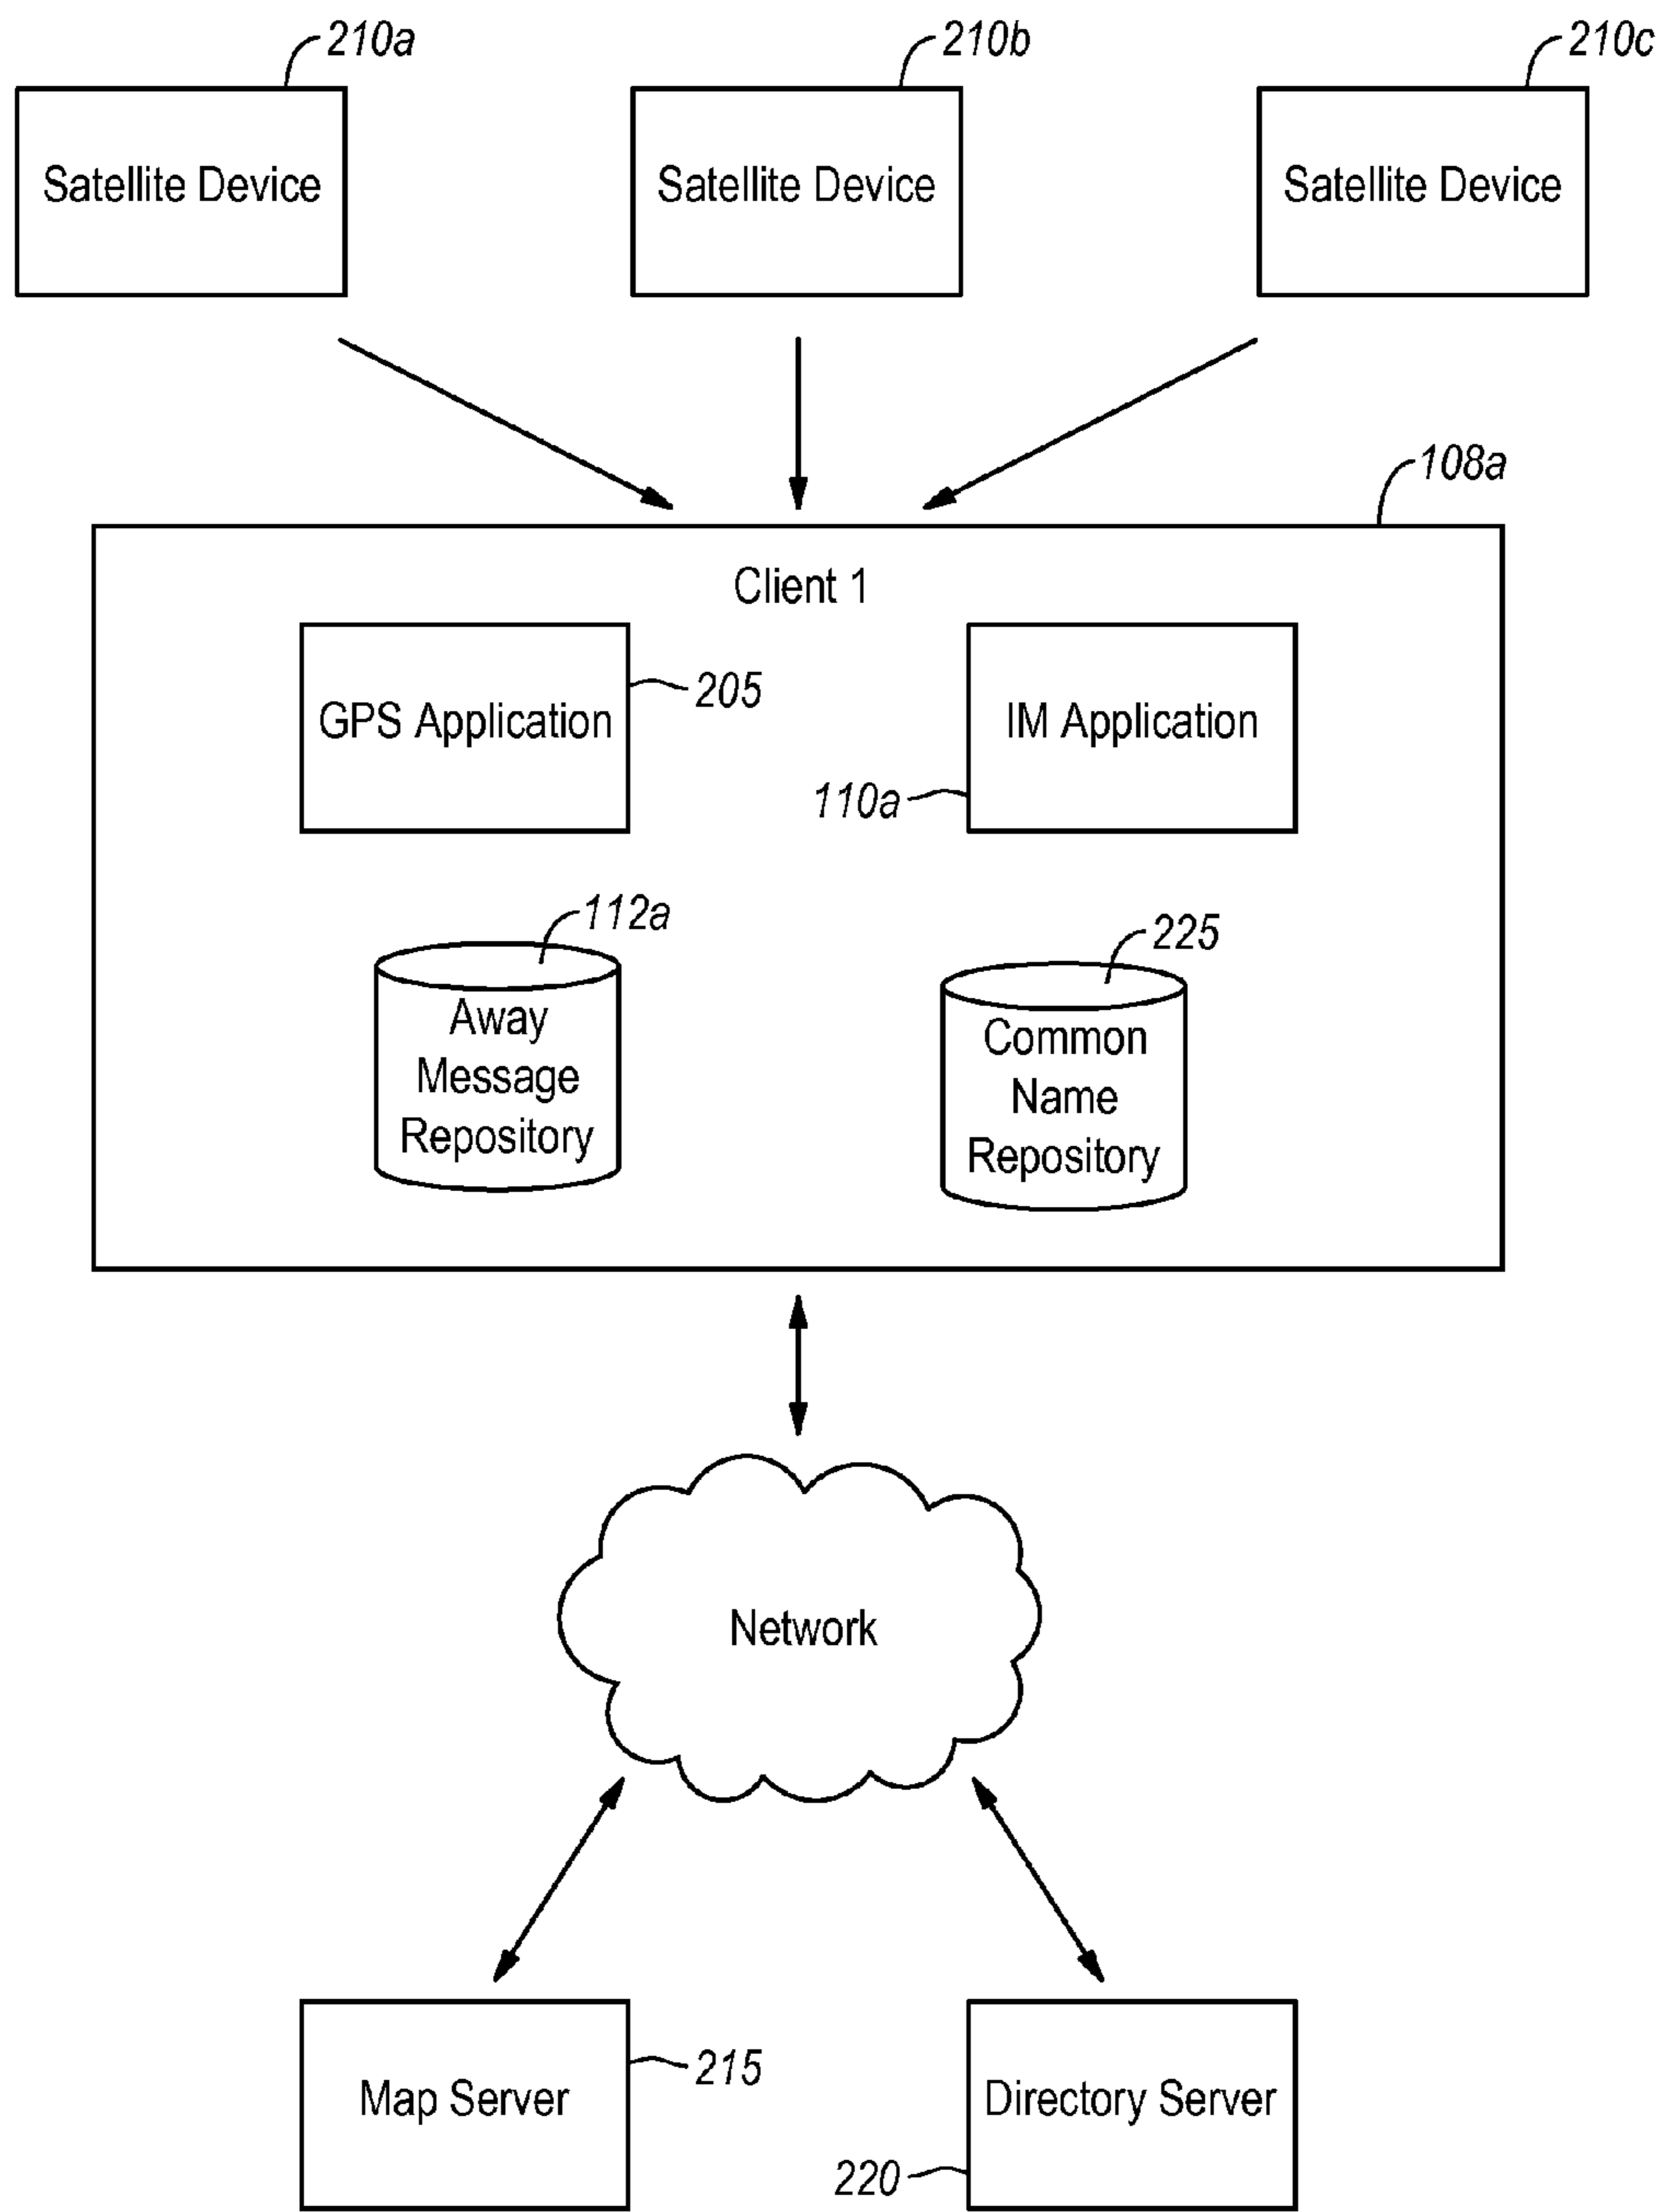 210a
210b
210c
Satellite Device
Satellite Device
Satellite Device
108a
Client 1
GPS Application
205
IM Application
110a
112a
Away
Message
Repository
225
Common
Name
Repository
Network
Map Server
215
Directory Server
220